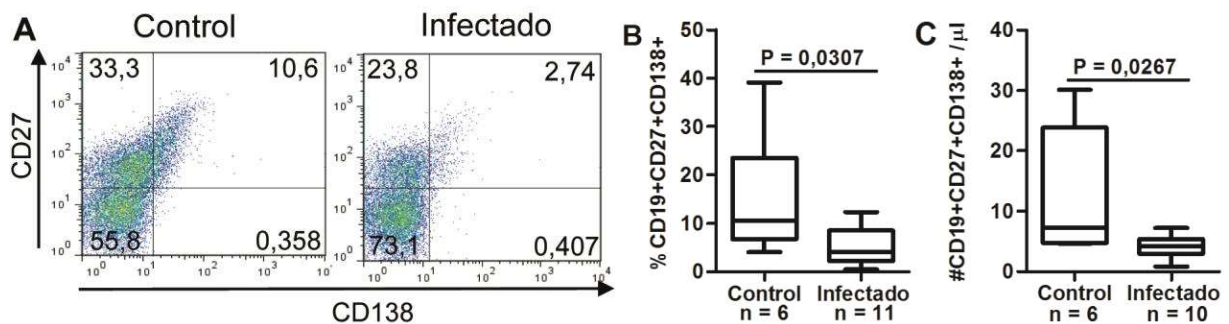 A
Control
Infectado
CD27
10⁴
10³
10²
10¹
10⁰
33,3
10,6
55,8
0,358
10⁰ 10¹ 10² 10³ 10⁴
10⁴
10³
10²
10¹
10⁰
23,8
2,74
73,1
0,407
10⁰ 10¹ 10² 10³ 10⁴
CD138
B
P = 0,0307
% CD19+CD27+CD138+
50
40
30
20
10
0
Control
n = 6
Infectado
n = 11
C
P = 0,0267
#CD19+CD27+CD138+ /µl
40
30
20
10
0
Control
n = 6
Infectado
n = 10